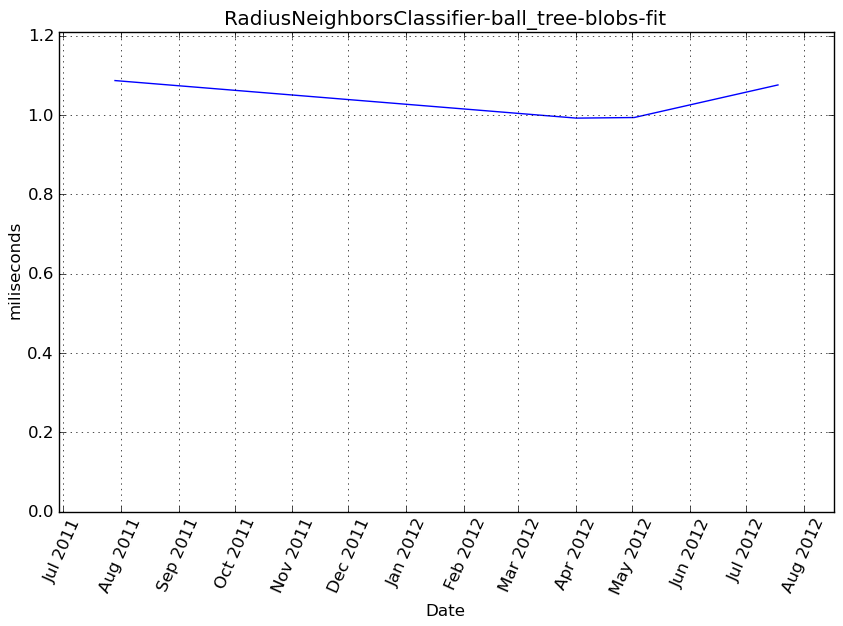 RadiusNeighborsClassifier-ball_tree-blobs-fit
1.2
1.0
0.8
0.6
0.4
0.2
0.0
miliseconds
Jul 2011
Aug 2011
Sep 2011
Oct 2011
Nov 2011
Dec 2011
Jan 2012
Feb 2012
Mar 2012
Apr 2012
May 2012
Jun 2012
Jul 2012
Aug 2012
Date